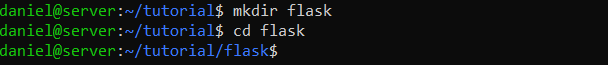 daniel@server:~/tutorial$ mkdir flask
daniel@server:~/tutorial$ cd flask
daniel@server:~/tutorial/flask$